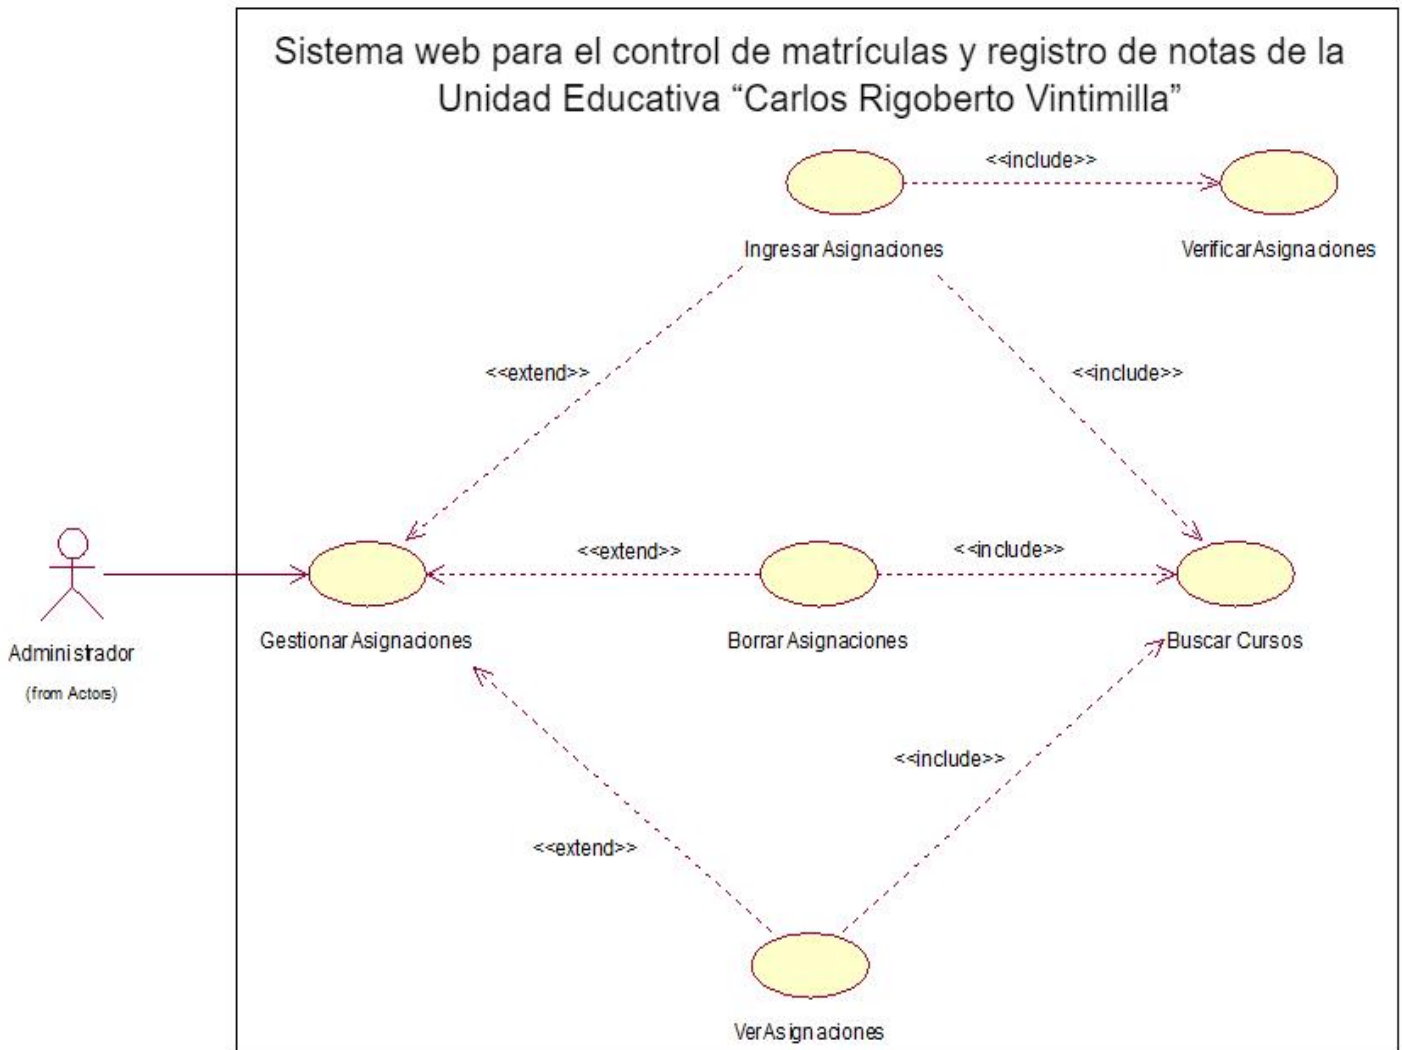 Sistema web para el control de matrículas y registro de notas de la
Unidad Educativa “Carlos Rigoberto Vintimilla”
<<include>>
Ingresar Asignaciones
Verificar Asignaciones
<<extend>>
<<include>>
<<extend>>
<<include>>
Administrador
(from Actors)
Gestionar Asignaciones
Borrar Asignaciones
Buscar Cursos
<<include>>
<<extend>>
Ver Asignaciones